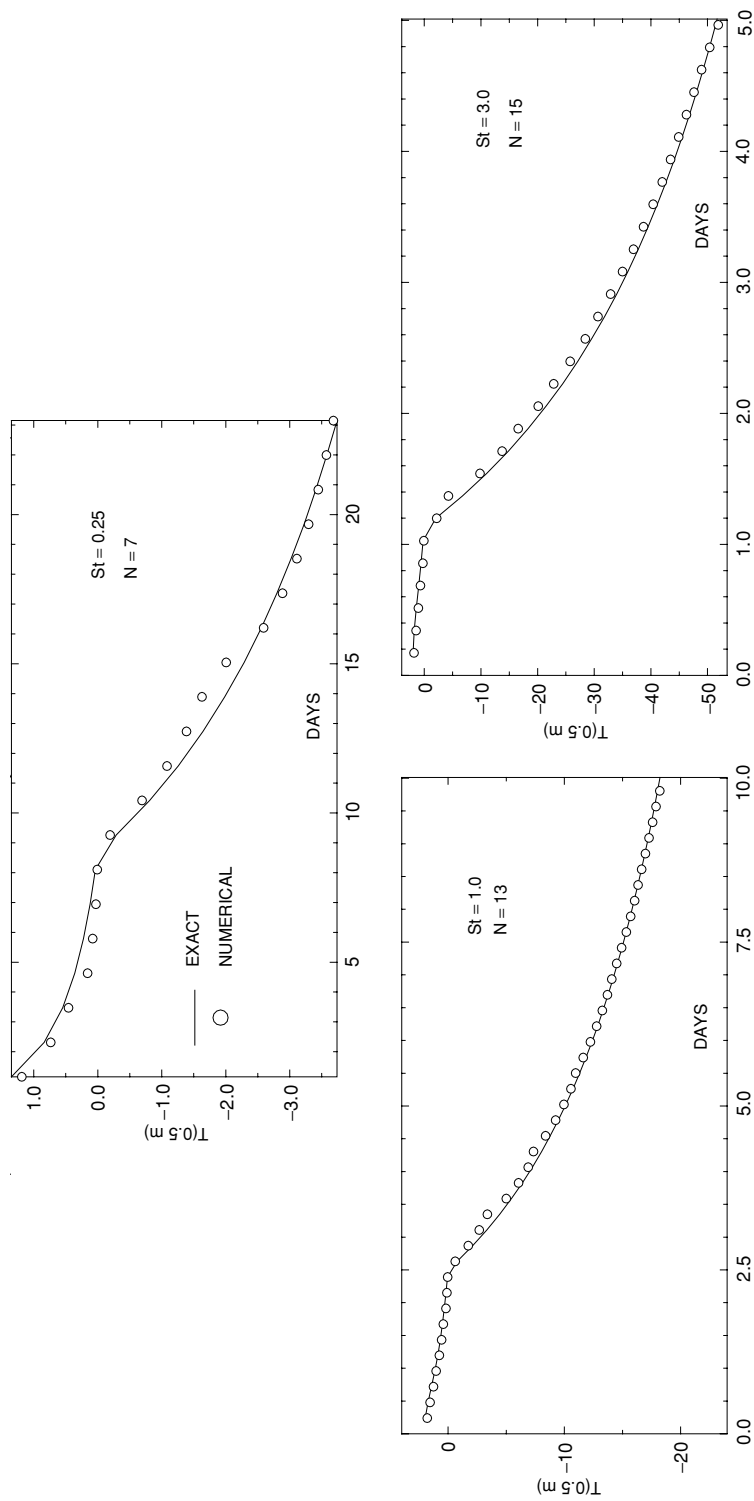 1.0
0.0
−1.0
−2.0
−3.0
T(0.5 m)
5
10
15
20
DAYS
St = 0.25
N = 7
EXACT
NUMERICAL
0
−10
−20
T(0.5 m)
0.0
2.5
5.0
7.5
10.0
DAYS
St = 1.0
N = 13
0
−10
−20
−30
−40
−50
T(0.5 m)
0.0
1.0
2.0
3.0
4.0
5.0
DAYS
St = 3.0
N = 15